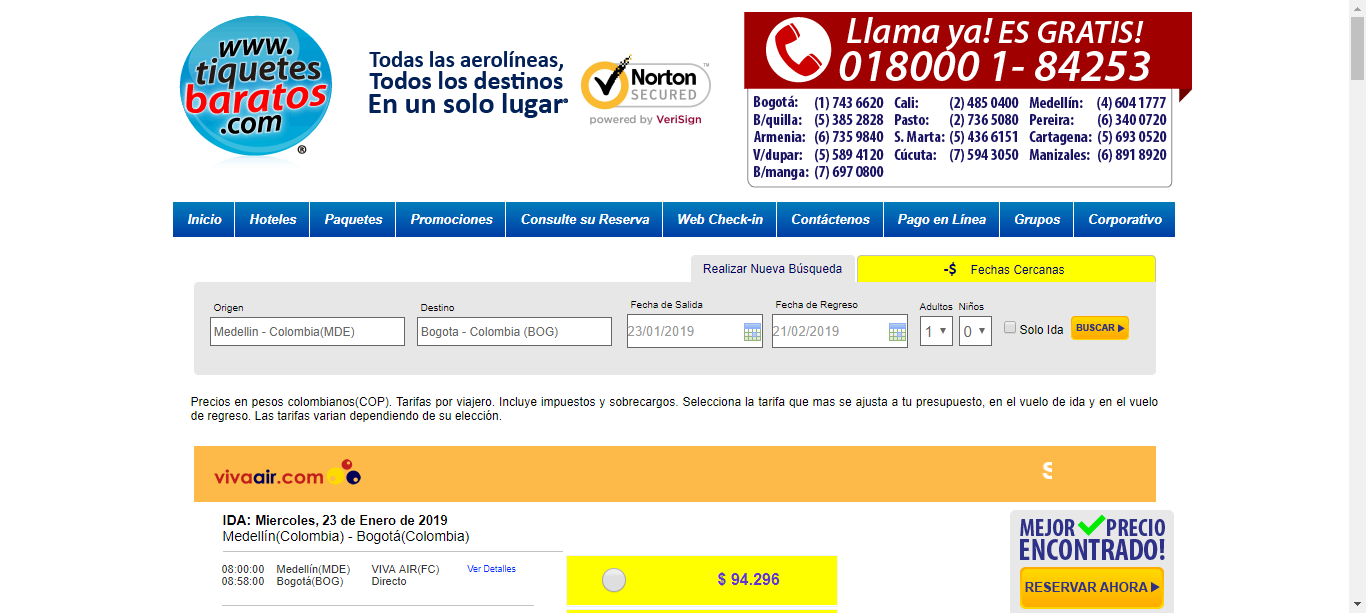 www.
tiquetes
baratos
.com
®
Todas las aerolíneas,
Todos los destinos
En un solo lugar
Norton™
SECURED
powered by VeriSign
Llama ya! ES GRATIS!
018000 1- 84253
Bogotá: (1) 743 6620 Cali: (2) 485 0400 Medellín: (4) 604 1777
B/quilla: (5) 385 2828 Pasto: (2) 736 5080 Pereira: (6) 340 0720
Armenia: (6) 735 9840 S. Marta: (5) 436 6151 Cartagena: (5) 693 0520
V/dupar: (5) 589 4120 Cúcuta: (7) 594 3050 Manizales: (6) 891 8920
B/manga: (7) 697 0800
Inicio Hoteles Paquetes Promociones Consulte su Reserva Web Check-in Contáctenos Pago en Línea Grupos Corporativo
Realizar Nueva Búsqueda -$ Fechas Cercanas
Origen Destino Fecha de Salida Fecha de Regreso Adultos Niños
Medellin - Colombia(MDE) Bogota - Colombia (BOG) 23/01/2019 21/02/2019 1 0 Solo Ida BUSCAR
Precios en pesos colombianos(COP). Tarifas por viajero. Incluye impuestos y sobrecargos. Selecciona la tarifa que mas se ajusta a tu presupuesto, en el vuelo de ida y en el vuelo
de regreso. Las tarifas varian dependiendo de su elección.
vivaair.com S
IDA: Miercoles, 23 de Enero de 2019
Medellín(Colombia) - Bogotá(Colombia)
08:00:00 Medellín(MDE) VIVA AIR(FC) Ver Detalles
08:58:00 Bogotá(BOG) Directo
$ 94.296
MEJOR PRECIO
ENCONTRADO!
RESERVAR AHORA